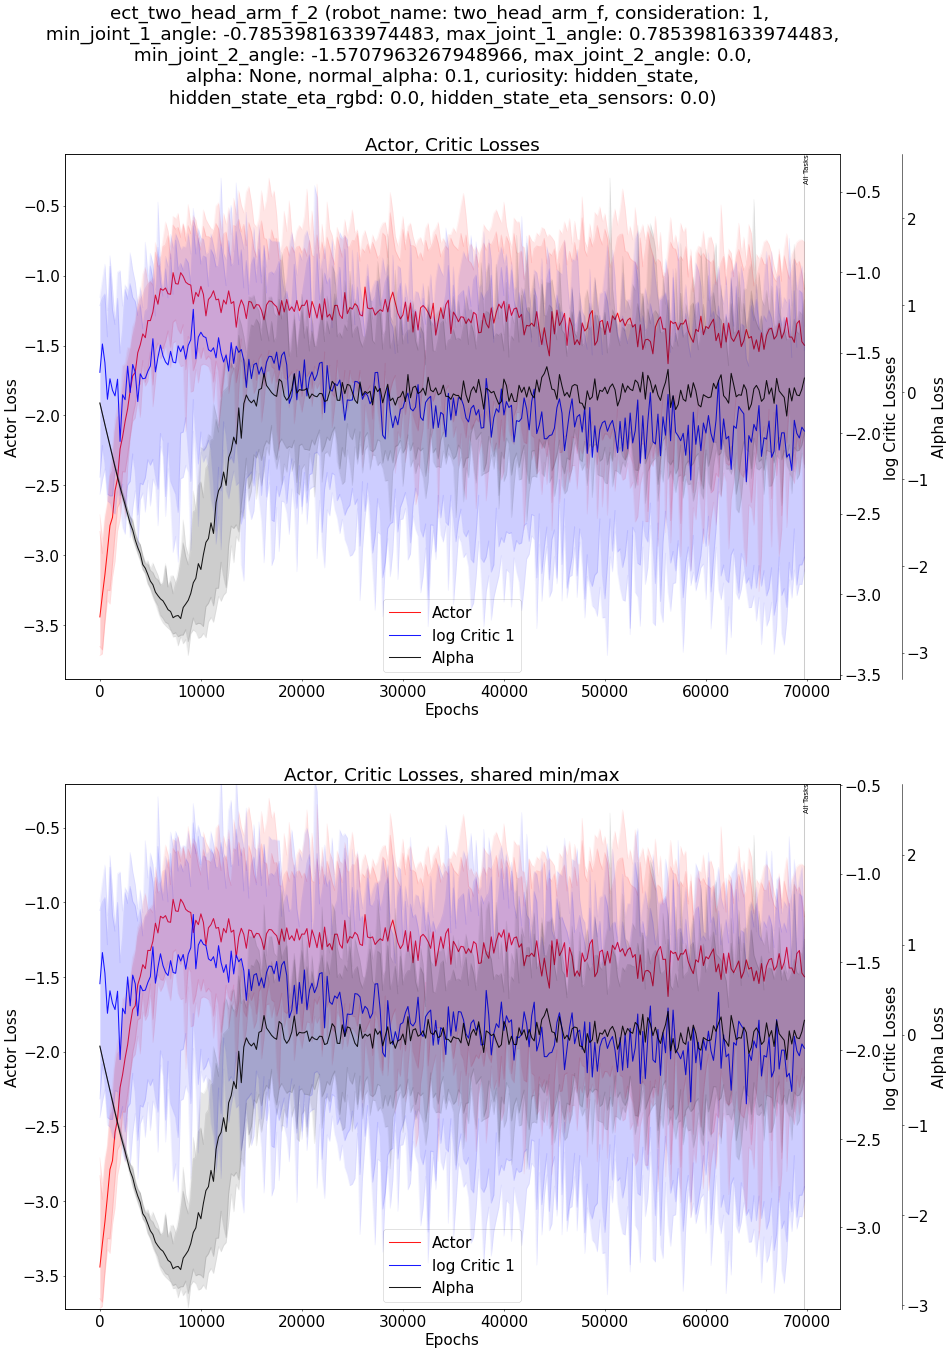 ect_two_head_arm_f_2 (robot_name: two_head_arm_f, consideration: 1,
min_joint_1_angle: -0.7853981633974483, max_joint_1_angle: 0.7853981633974483,
min_joint_2_angle: -1.5707963267948966, max_joint_2_angle: 0.0,
alpha: None, normal_alpha: 0.1, curiosity: hidden_state,
hidden_state_eta_rgbd: 0.0, hidden_state_eta_sensors: 0.0)
Actor, Critic Losses
All Tasks
−0.5
−1.0
−1.5
−2.0
−2.5
−3.0
−3.5
Actor Loss
−0.5
−1.0
−1.5
−2.0
−2.5
−3.0
−3.5
log Critic Losses
2
1
0
−1
−2
−3
Alpha Loss
Actor
log Critic 1
Alpha
0 10000 20000 30000 40000 50000 60000 70000
Epochs
Actor, Critic Losses, shared min/max
All Tasks
−0.5
−1.0
−1.5
−2.0
−2.5
−3.0
−3.5
Actor Loss
−0.5
−1.0
−1.5
−2.0
−2.5
−3.0
log Critic Losses
2
1
0
−1
−2
−3
Alpha Loss
Actor
log Critic 1
Alpha
0 10000 20000 30000 40000 50000 60000 70000
Epochs